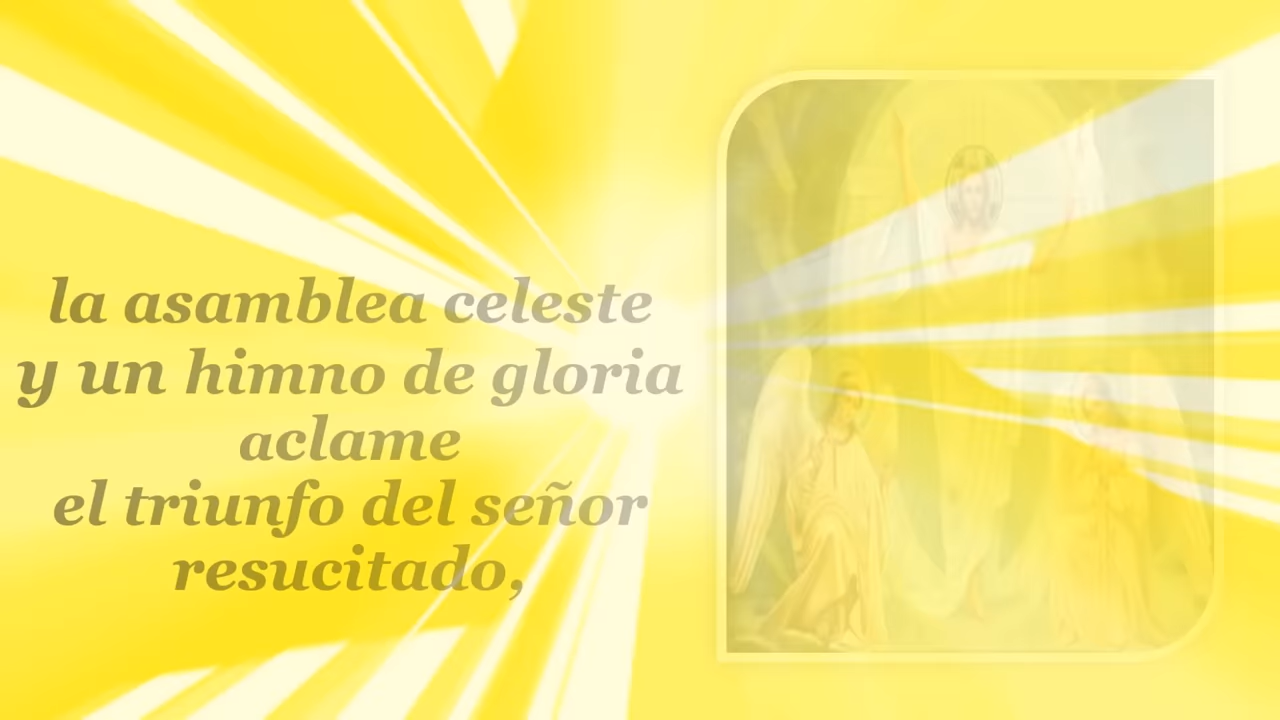 la asamblea celeste
y un himno de gloria
aclame
el triunfo del señor
resucitado,